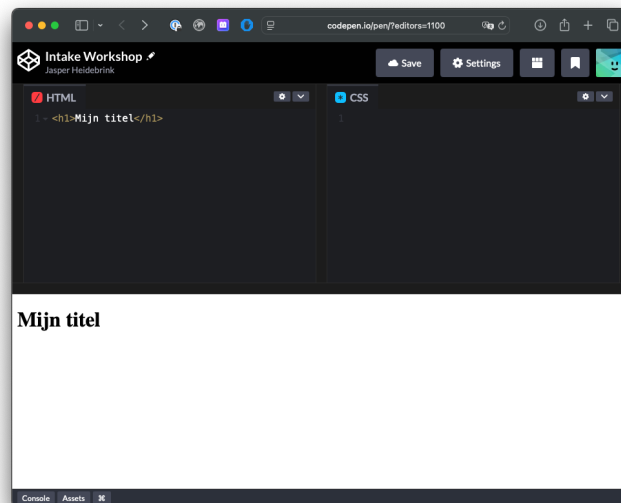 codepen.io/pen/?editors=1100
Intake Workshop
Jasper Heidebrink
Save
Settings
HTML
1 <h1>Mijn titel</h1>
CSS
1
Mijn titel
Console Assets ⌘